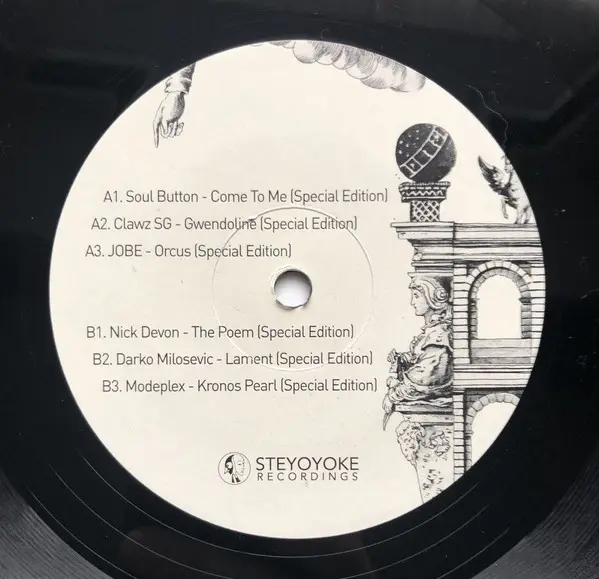 A1. Soul Button - Come To Me (Special Edition)
A2. Clawz SG - Gwendoline (Special Edition)
A3. JOBE - Orcus (Special Edition)
B1. Nick Devon - The Poem (Special Edition)
B2. Darko Milosevic - Lament (Special Edition)
B3. Modeplex - Kronos Pearl (Special Edition)
STEYOYOKE
RECORDINGS